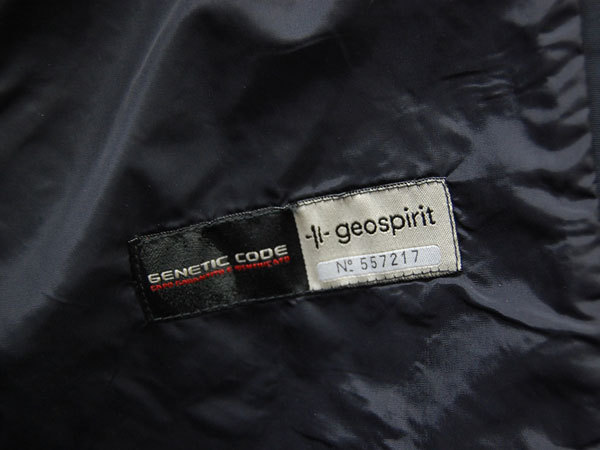 GENETIC CODE
geospirit
Nº 557217